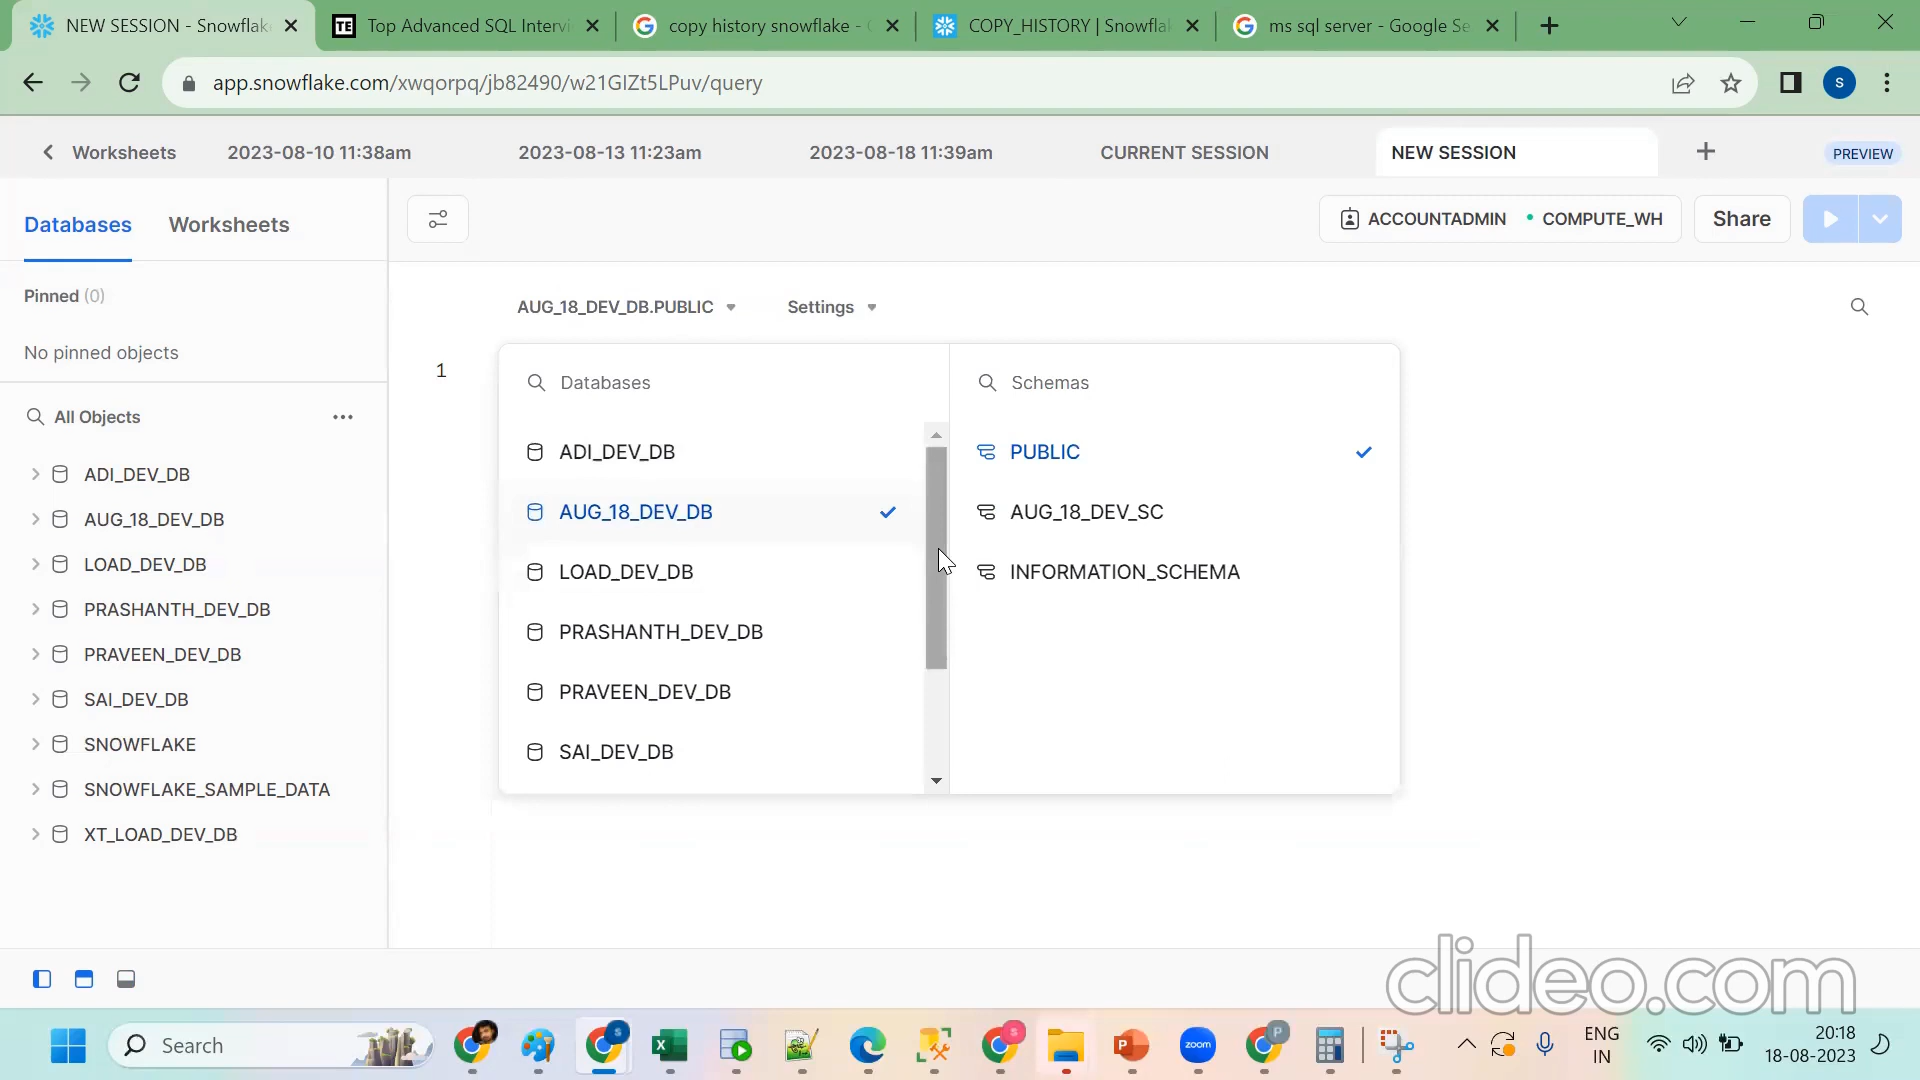 NEW SESSION - Snowflake
Top Advanced SQL Intervi
copy history snowflake -
COPY_HISTORY | Snowflak
ms sql server - Google Se
app.snowflake.com/xwqorpq/jb82490/w21GIZt5LPuv/query
S
Worksheets
2023-08-10 11:38am
2023-08-13 11:23am
2023-08-18 11:39am
CURRENT SESSION
NEW SESSION
PREVIEW
Databases
Worksheets
ACCOUNTADMIN
COMPUTE_WH
Share
Pinned (0)
No pinned objects
AUG_18_DEV_DB.PUBLIC
Settings
1
All Objects
ADI_DEV_DB
AUG_18_DEV_DB
LOAD_DEV_DB
PRASHANTH_DEV_DB
PRAVEEN_DEV_DB
SAI_DEV_DB
SNOWFLAKE
SNOWFLAKE_SAMPLE_DATA
XT_LOAD_DEV_DB
Databases
ADI_DEV_DB
AUG_18_DEV_DB
LOAD_DEV_DB
PRASHANTH_DEV_DB
PRAVEEN_DEV_DB
SAI_DEV_DB
Schemas
PUBLIC
AUG_18_DEV_SC
INFORMATION_SCHEMA
clideo.com
Search
zoom
ENG
IN
20:18
18-08-2023